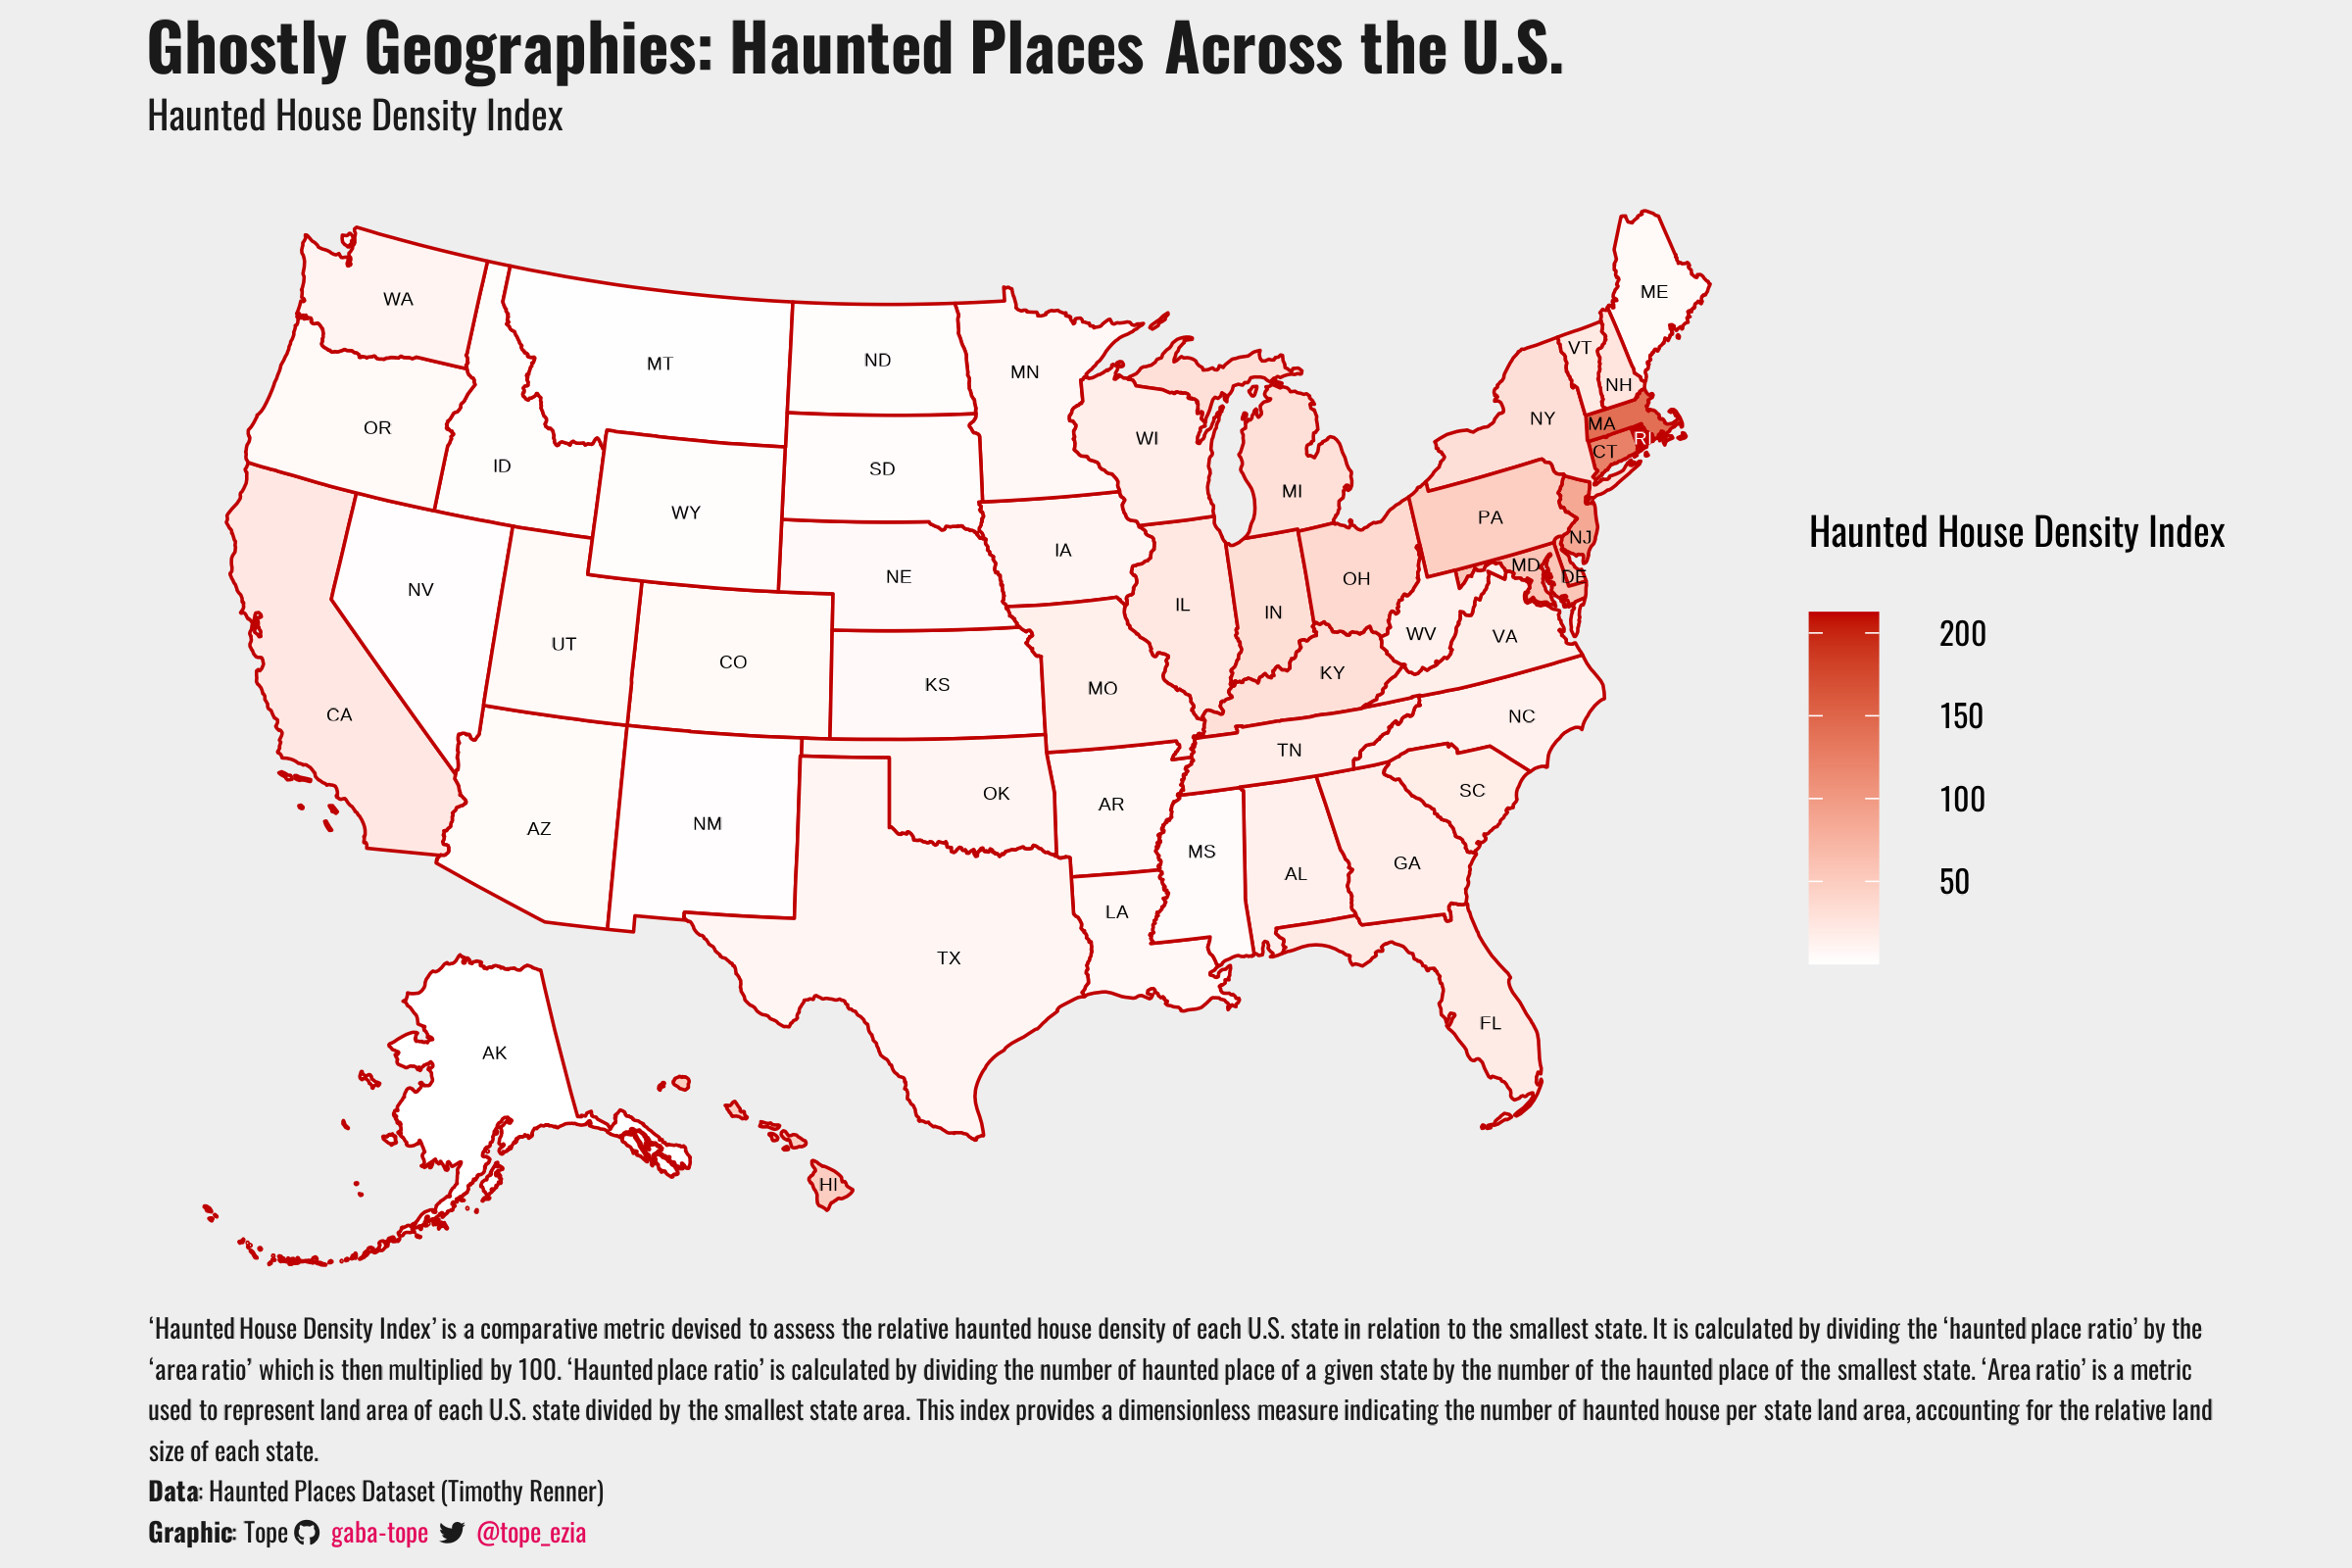 Ghostly Geographies: Haunted Places Across the U.S.
Haunted House Density Index
ME
WA
VT
MT
ND
MN
NH
NY
MA
OR
WI
RI
CT
ID
SD
MI
WY
PA
Haunted House Density Index
NJ
IA
MD
DE
NE
OH
NV
IL
IN
200
WV
VA
UT
CO
KY
KS
MO
CA
NC
150
TN
SC
OK
AR
100
NM
AZ
MS
GA
AL
50
LA
TX
FL
AK
HI
‘Haunted House Density Index’ is a comparative metric devised to assess the relative haunted house density of each U.S. state in relation to the smallest state. It is calculated by dividing the ‘haunted place ratio’ by the
‘area ratio’ which is then multiplied by 100. ‘Haunted place ratio’ is calculated by dividing the number of haunted place of a given state by the number of the haunted place of the smallest state. ‘Area ratio’ is a metric
used to represent land area of each U.S. state divided by the smallest state area. This index provides a dimensionless measure indicating the number of haunted house per state land area, accounting for the relative land
size of each state.
Data: Haunted Places Dataset (Timothy Renner)
Graphic: Tope gaba-tope @tope_ezia